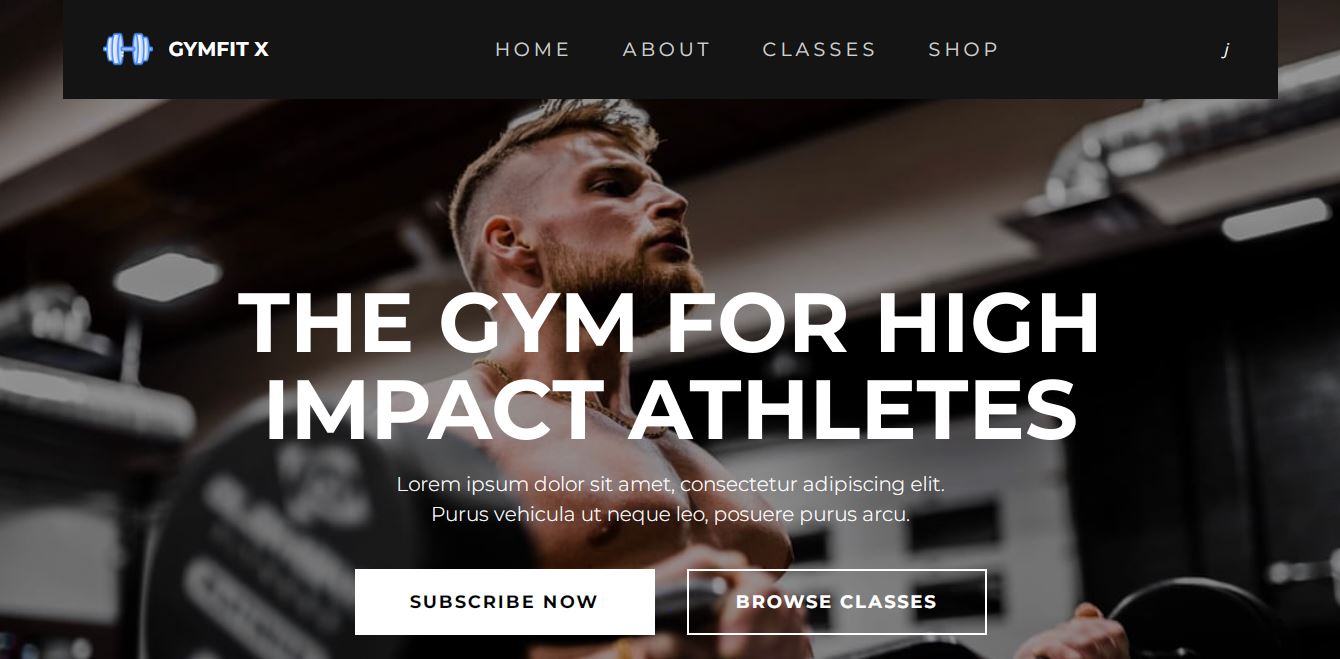 GYMFIT X
HOME ABOUT CLASSES SHOP
j
THE GYM FOR HIGH
IMPACT ATHLETES
Lorem ipsum dolor sit amet, consectetur adipiscing elit.
Purus vehicula ut neque leo, posuere purus arcu.
SUBSCRIBE NOW BROWSE CLASSES